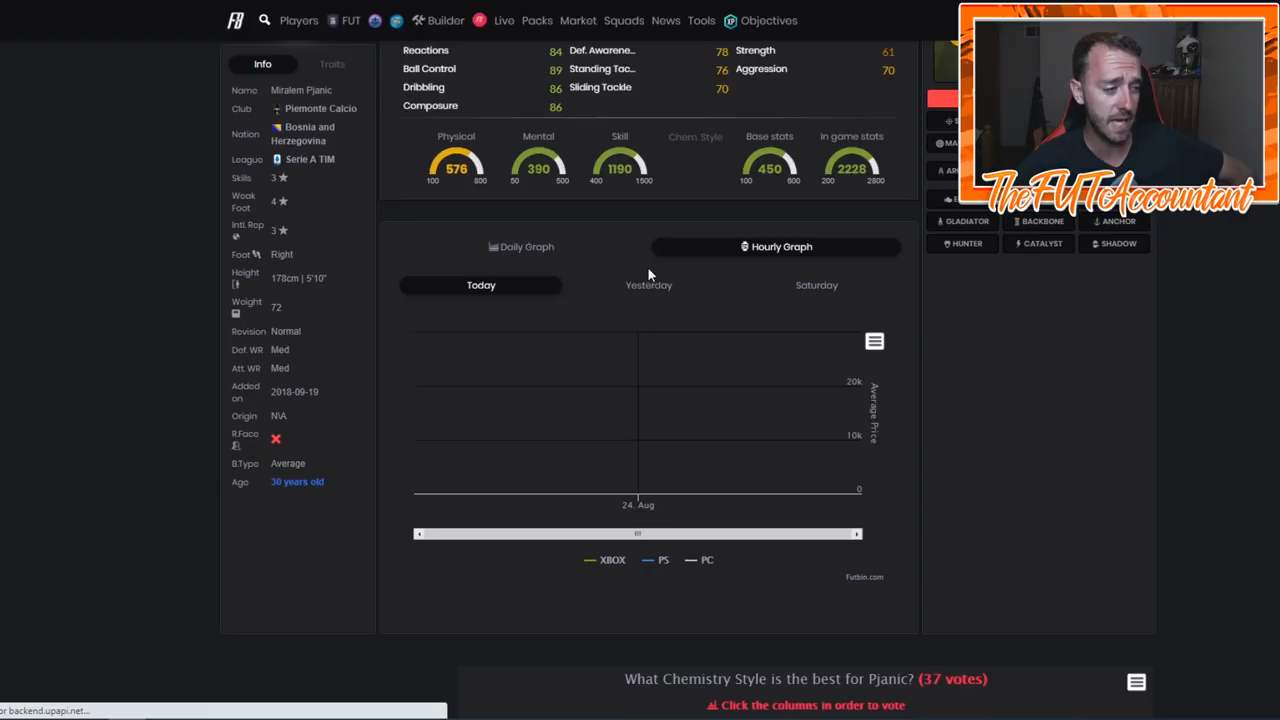 FB Players FUT Builder Live Packs Market Squads News Tools Objectives
Info Traits
Name Miralem Pjanic
Club Piemonte Calcio
Nation Bosnia and Herzegovina
League Serie A TIM
Skills 3
Weak Foot 4
Intl. Rep 3
Foot Right
Height 178cm | 5'10"
Weight 72
Revision Normal
Def. WR Med
Att. WR Med
Added on 2018-09-19
Origin N\A
R.Face
B.Type Average
Age 30 years old
Reactions 84 Def. Awarene... 78 Strength 61
Ball Control 89 Standing Tac... 76 Aggression 70
Dribbling 86 Sliding Tackle 70
Composure 86
Physical Mental Skill Chem. Style Base stats In game stats
576 390 1190 450 2228
100 800 50 500 400 1500 100 600 200 2800
Daily Graph Hourly Graph
Today Yesterday Saturday
20k
10k
0
Average Price
24. Aug
XBOX PS PC
Futbin.com
TheFUTAccountant
GLADIATOR BACKBONE ANCHOR
HUNTER CATALYST SHADOW
What Chemistry Style is the best for Pjanic? (37 votes)
Click the columns in order to vote
or backend.upapi.net...